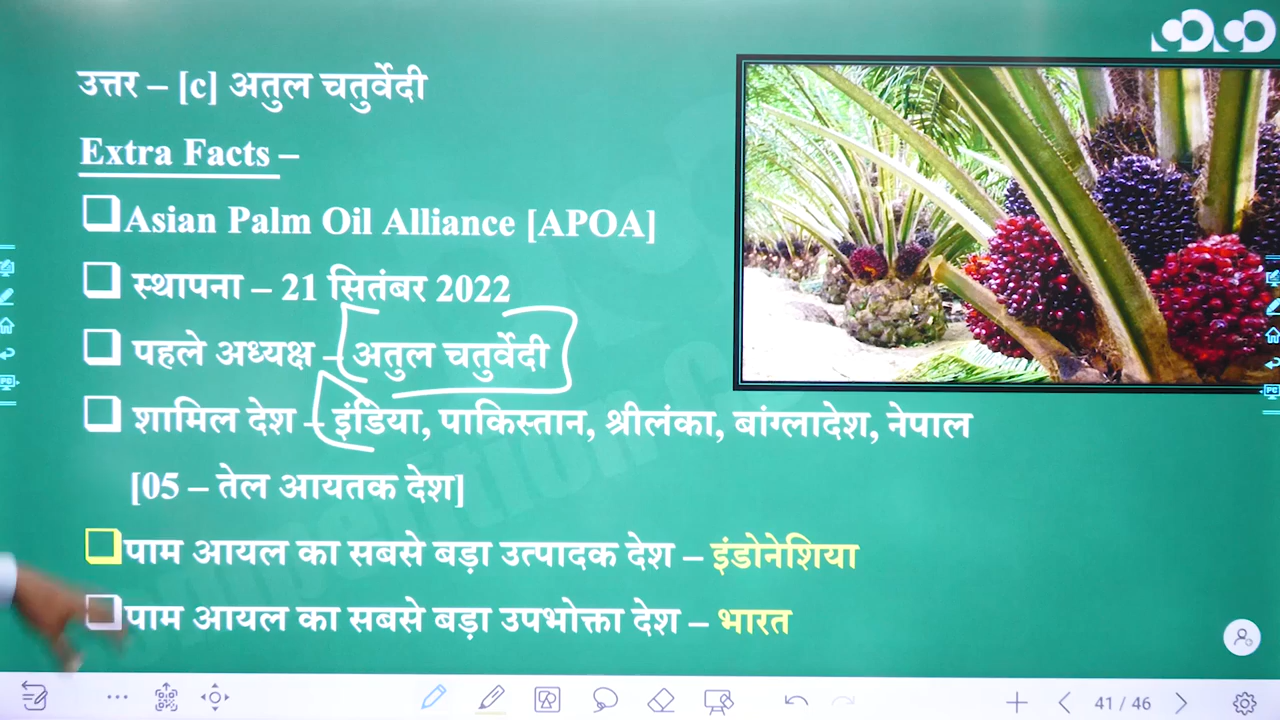 उत्तर – [c] अतुल चतुर्वेदी
Extra Facts –
Asian Palm Oil Alliance [APOA]
स्थापना – 21 सितंबर 2022
पहले अध्यक्ष – अतुल चतुर्वेदी
शामिल देश – इंडिया, पाकिस्तान, श्रीलंका, बांग्लादेश, नेपाल
[05 – तेल आयतक देश]
पाम आयल का सबसे बड़ा उत्पादक देश – इंडोनेशिया
पाम आयल का सबसे बड़ा उपभोक्ता देश – भारत
41 / 46